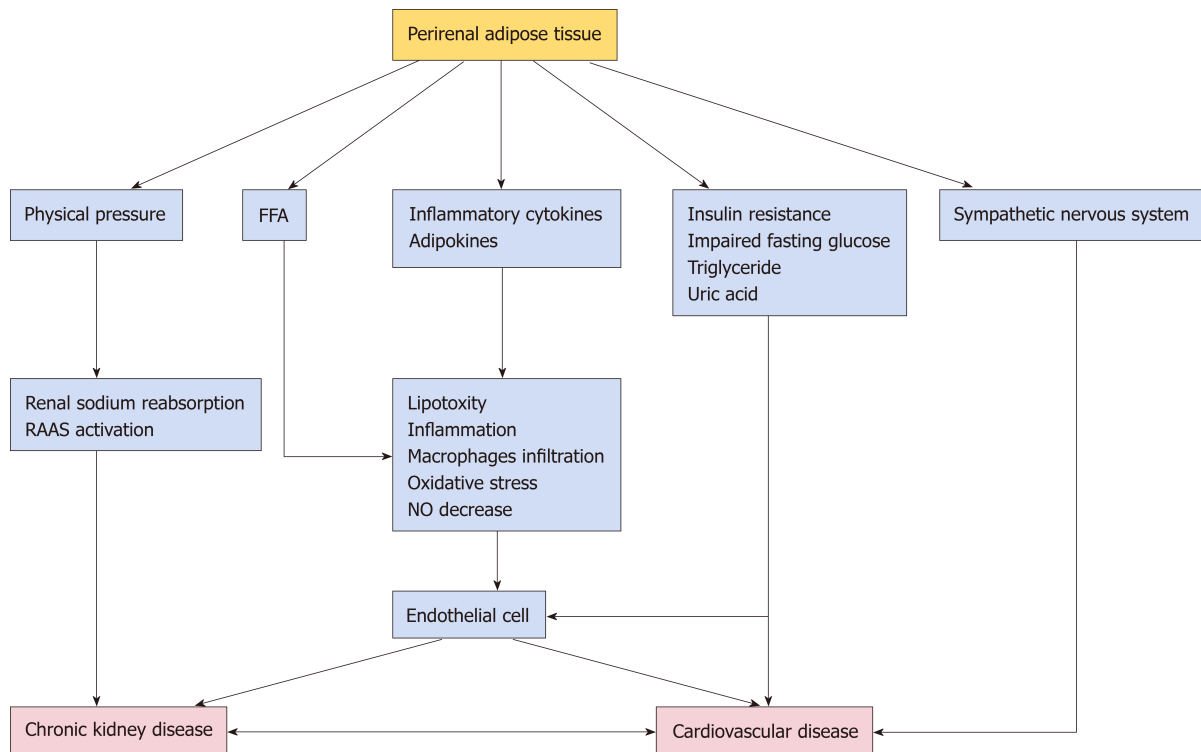 Perirenal adipose tissue
Physical pressure
FFA
Inflammatory cytokines
Adipokines
Insulin resistance
Impaired fasting glucose
Triglyceride
Uric acid
Sympathetic nervous system
Renal sodium reabsorption
RAAS activation
Lipotoxity
Inflammation
Macrophages infiltration
Oxidative stress
NO decrease
Endothelial cell
Chronic kidney disease
Cardiovascular disease